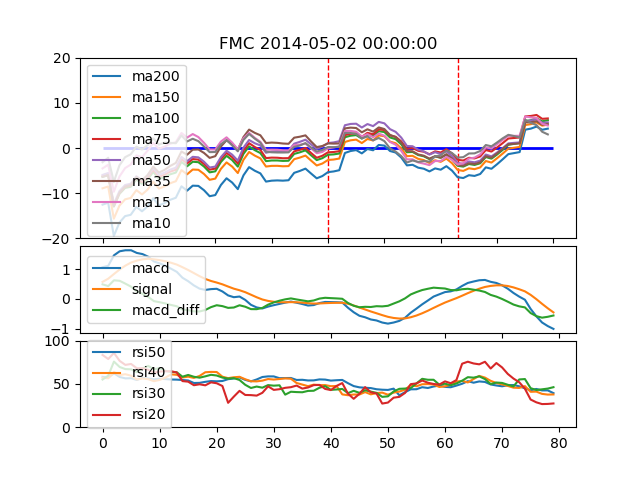 FMC 2014-05-02 00:00:00
20
10
0
−10
−20
ma200
ma150
ma100
ma75
ma50
ma35
ma15
ma10
1
0
−1
macd
signal
macd_diff
100
50
0
rsi50
rsi40
rsi30
rsi20
0 10 20 30 40 50 60 70 80